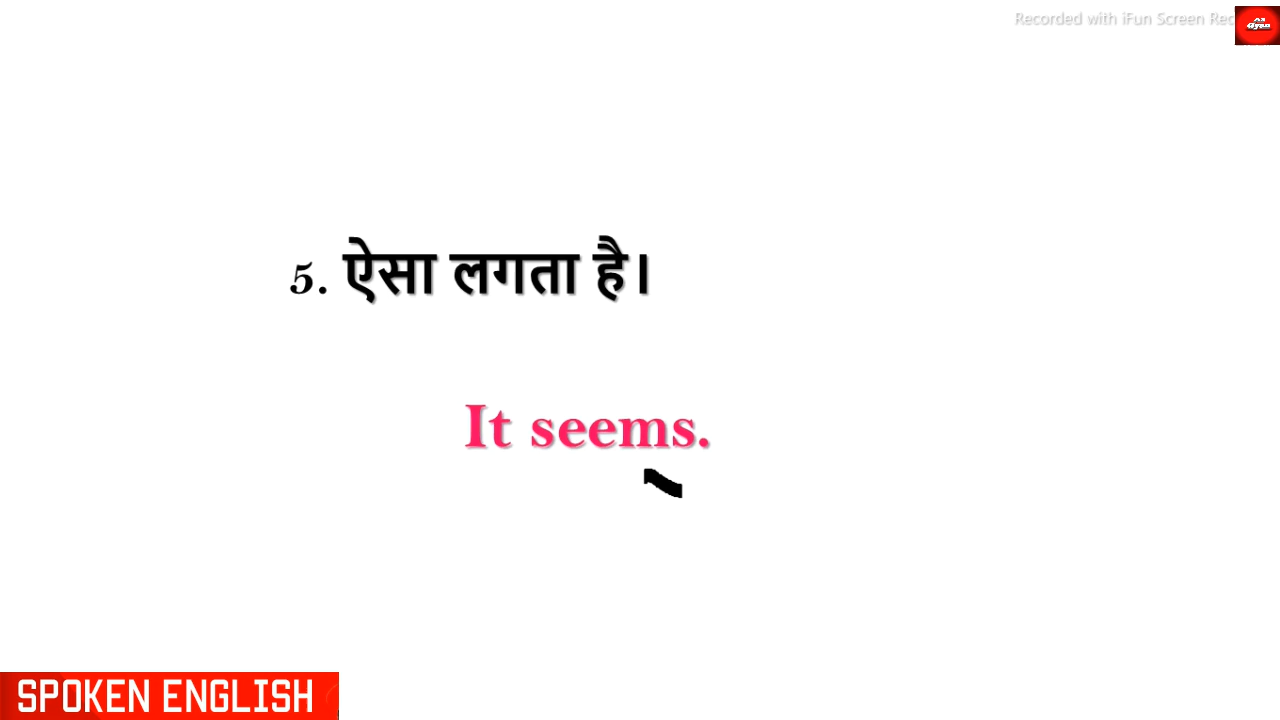 Recorded with iFun Screen Rec
5. ऐसा लगता है।
It seems.
SPOKEN ENGLISH